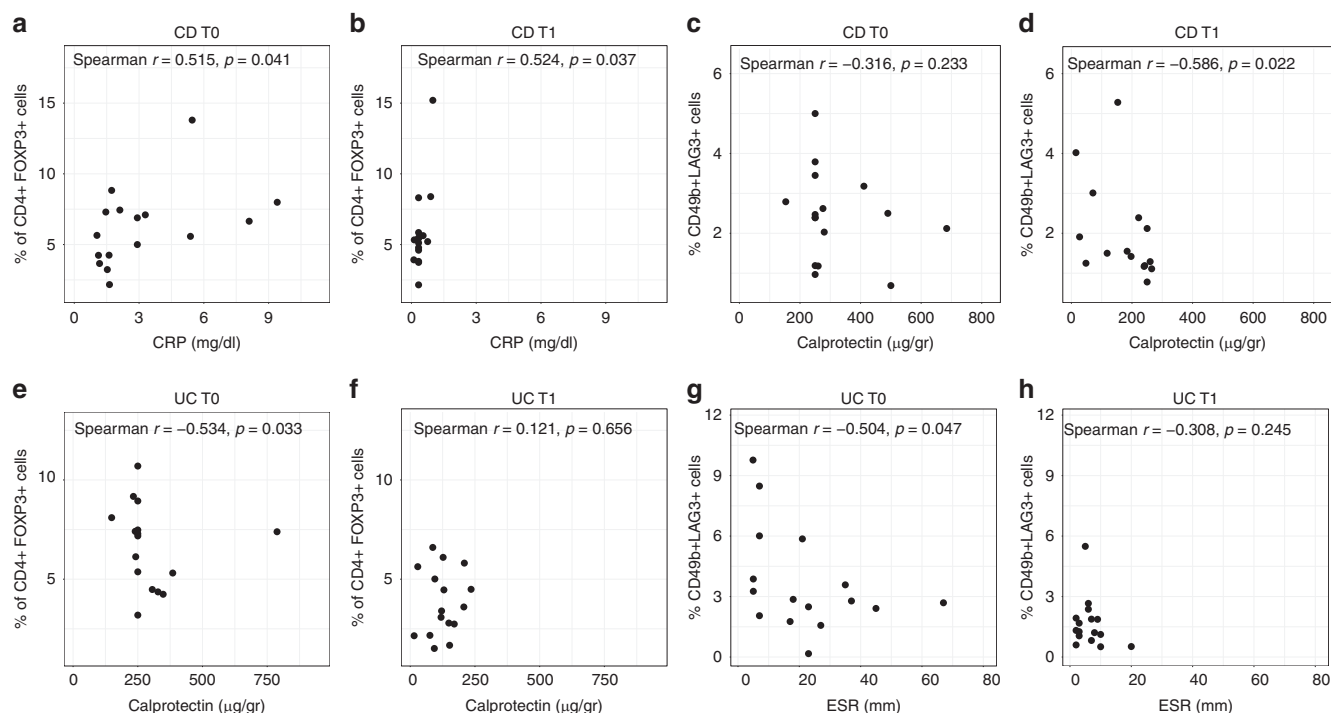 a
CD T0
Spearman r = 0.515, p = 0.041
% of CD4+ FOXP3+ cells
15
10
5
0 3 6 9
CRP (mg/dl)
b
CD T1
Spearman r = 0.524, p = 0.037
% of CD4+ FOXP3+ cells
15
10
5
0 3 6 9
CRP (mg/dl)
c
CD T0
Spearman r = −0.316, p = 0.233
% CD49b+LAG3+ cells
6
4
2
0
0 200 400 600 800
Calprotectin (μg/gr)
d
CD T1
Spearman r = −0.586, p = 0.022
% CD49b+LAG3+ cells
6
4
2
0
0 200 400 600 800
Calprotectin (μg/gr)
e
UC T0
Spearman r = −0.534, p = 0.033
% of CD4+ FOXP3+ cells
10
5
0 250 500 750
Calprotectin (μg/gr)
f
UC T1
Spearman r = 0.121, p = 0.656
% of CD4+ FOXP3+ cells
10
5
0 250 500 750
Calprotectin (μg/gr)
g
UC T0
Spearman r = −0.504, p = 0.047
% CD49b+LAG3+ cells
12
9
6
3
0
0 20 40 60 80
ESR (mm)
h
UC T1
Spearman r = −0.308, p = 0.245
% CD49b+LAG3+ cells
12
9
6
3
0
0 20 40 60 80
ESR (mm)